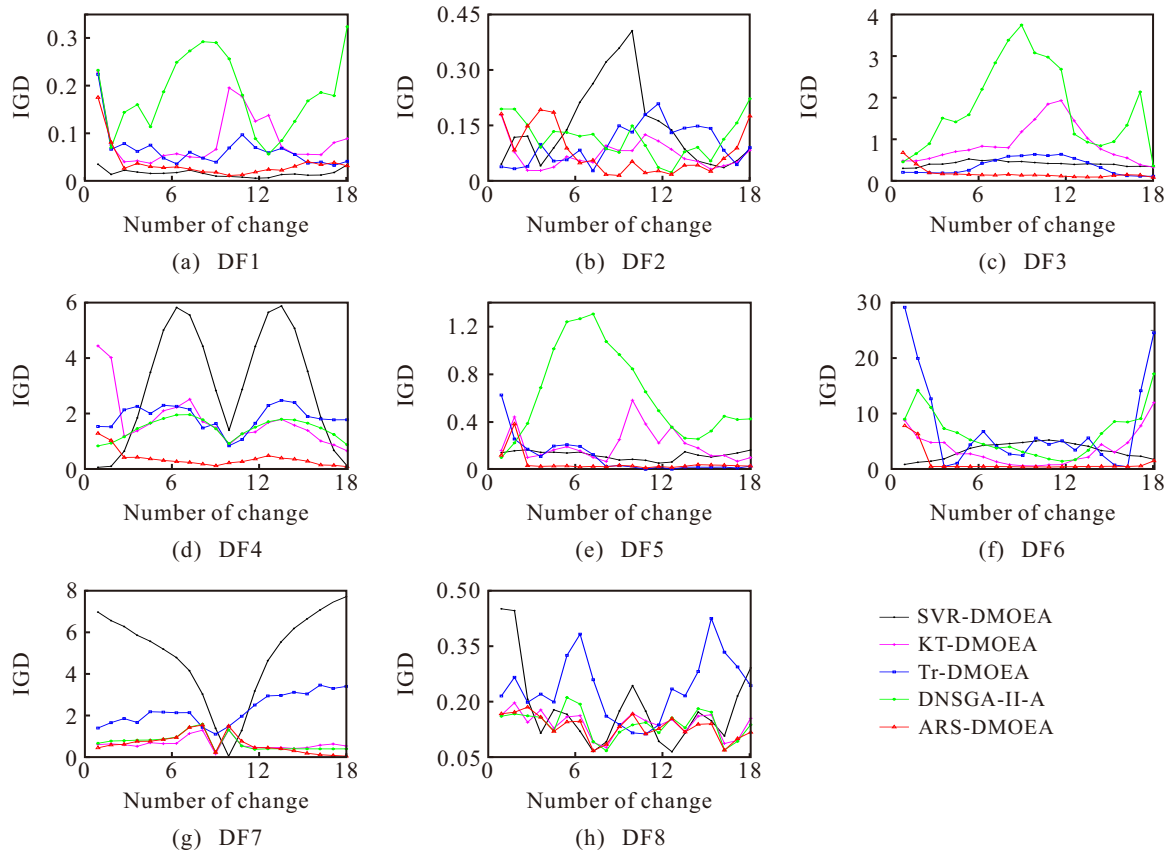 IGD
0.3
0.2
0.1
0
0 6 12 18
Number of change
(a) DF1
IGD
0.45
0.30
0.15
0
0 6 12 18
Number of change
(b) DF2
IGD
4
3
2
1
0
0 6 12 18
Number of change
(c) DF3
IGD
6
4
2
0
0 6 12 18
Number of change
(d) DF4
IGD
1.2
0.8
0.4
0
0 6 12 18
Number of change
(e) DF5
IGD
30
20
10
0
0 6 12 18
Number of change
(f) DF6
IGD
8
6
4
2
0
0 6 12 18
Number of change
(g) DF7
IGD
0.50
0.35
0.20
0.05
0 6 12 18
Number of change
(h) DF8
SVR-DMOEA
KT-DMOEA
Tr-DMOEA
DNSGA-II-A
ARS-DMOEA